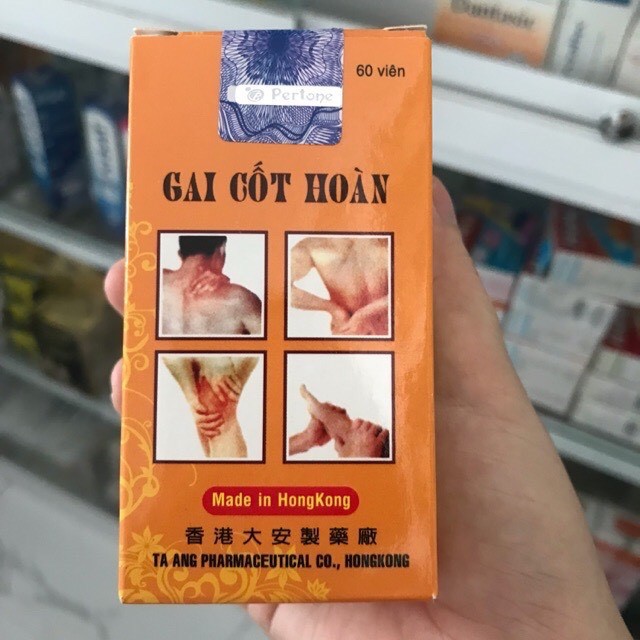 60 viên
Pertone
GAI CỐT HOÀN
Made in HongKong
香港大安製藥廠
TA ANG PHARMACEUTICAL CO., HONGKONG